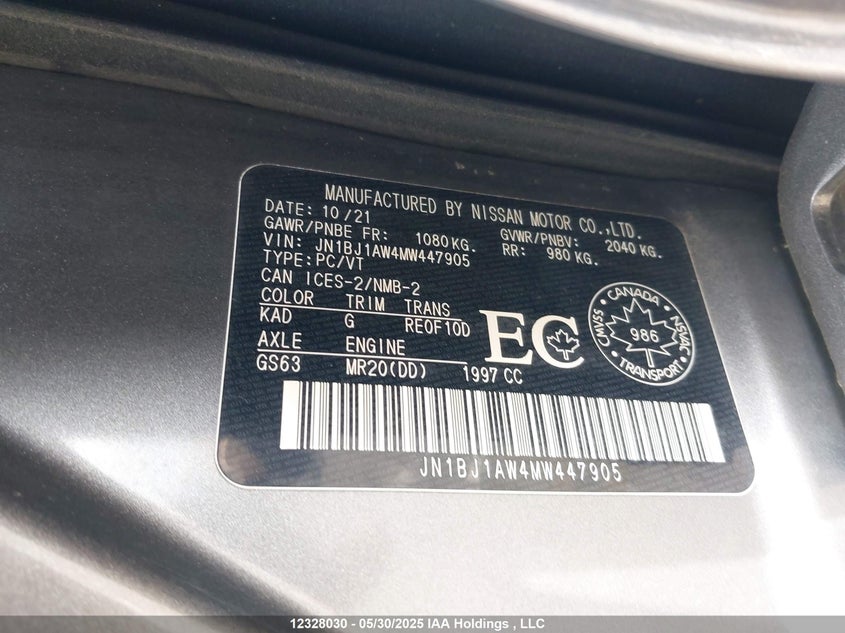 MANUFACTURED BY NISSAN MOTOR CO.,LTD.
DATE: 10/21
GAWR/PNBE FR: 1080KG. GVWR/PNBV: 2040 KG.
VIN: JN1BJ1AW4MW447905 RR: 980 KG.
TYPE:PC/VT
CAN ICES-2/NMB-2
COLOR TRIM TRANS
KAD G RE0F10D
AXLE ENGINE
GS63 MR20(DD) 1997 CC
EC
CANADA
CMVSS 986 NSVAC
TRANSPORT
JN1BJ1AW4MW447905
12328030 - 05/30/2025 IAA Holdings , LLC